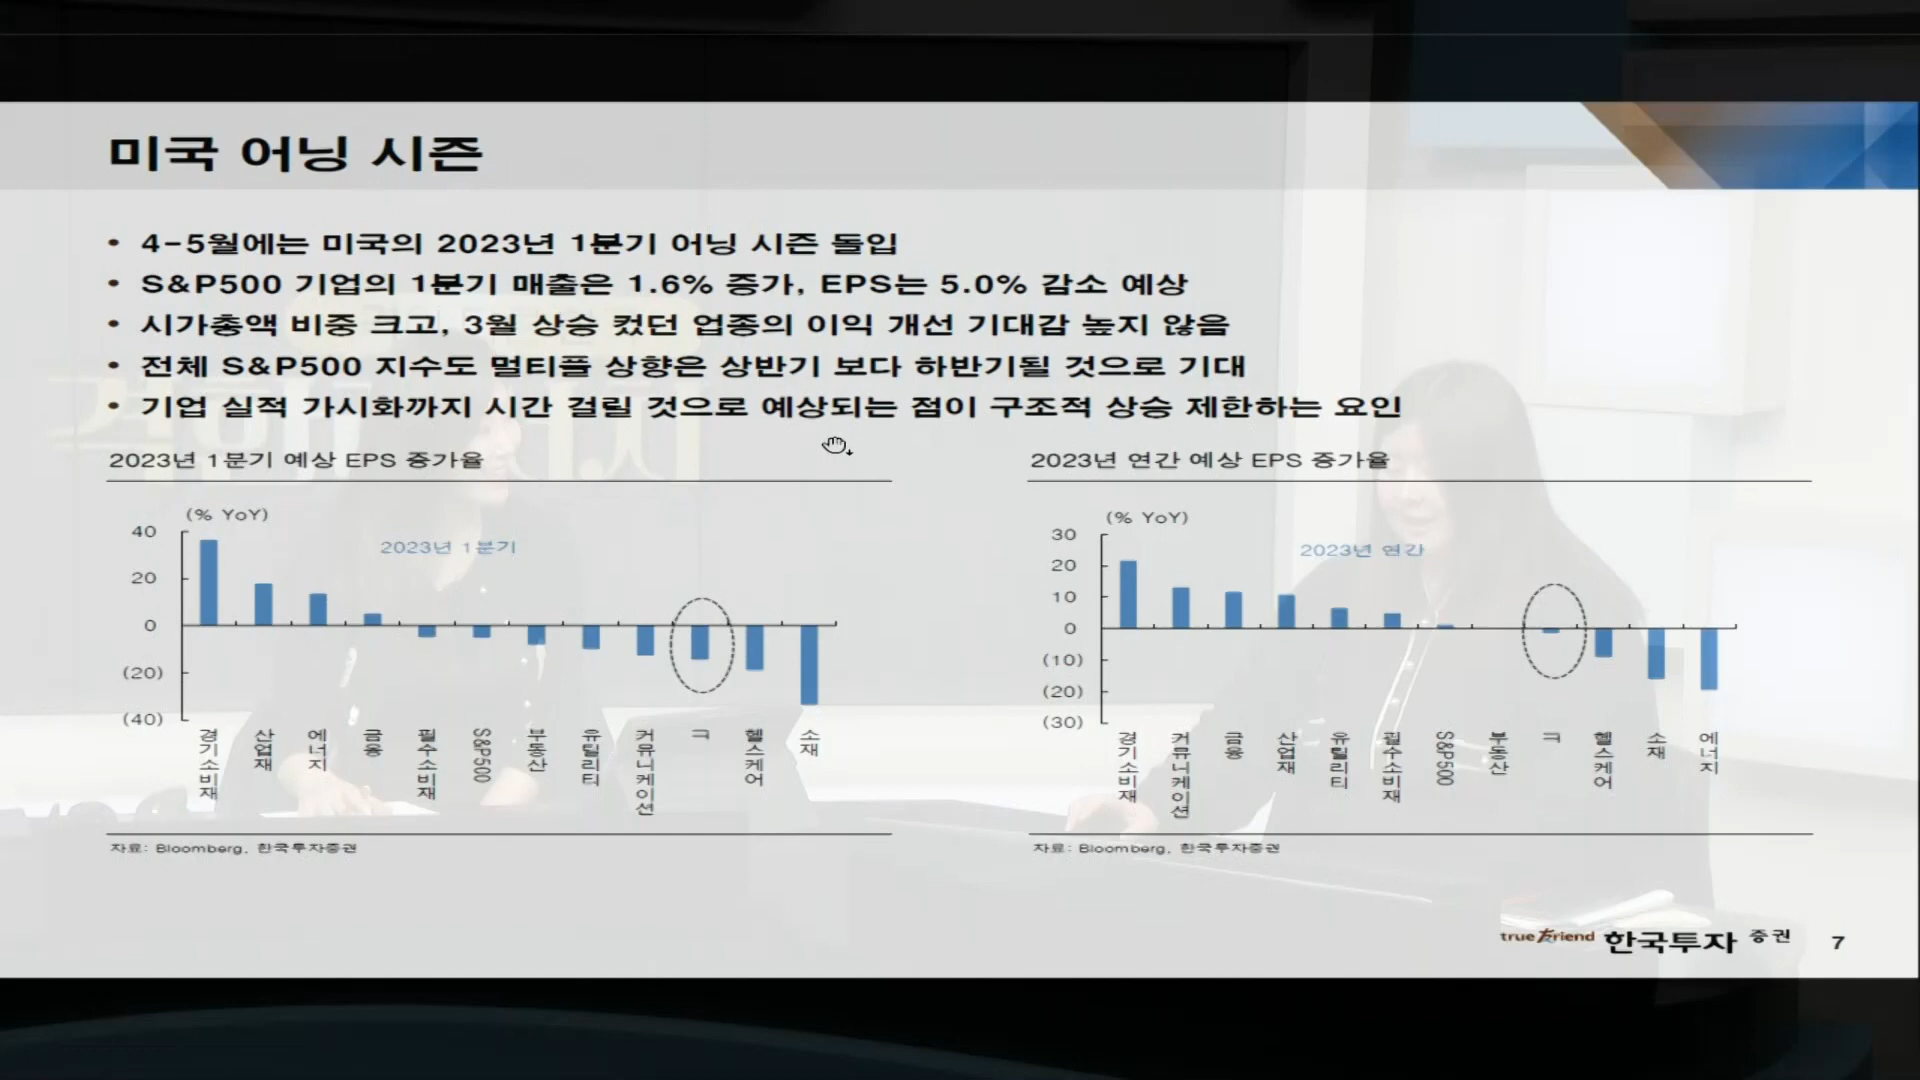 미국 어닝 시즌
• 4-5월에는 미국의 2023년 1분기 어닝 시즌 돌입
• S&P500 기업의 1분기 매출은 1.6% 증가, EPS는 5.0% 감소 예상
• 시가총액 비중 크고, 3월 상승 컸던 업종의 이익 개선 기대감 높지 않음
• 전체 S&P500 지수도 멀티플 상향은 상반기 보다 하반기될 것으로 기대
• 기업 실적 가시화까지 시간 걸릴 것으로 예상되는 점이 구조적 상승 제한하는 요인
2023년 1분기 예상 EPS 증가율
(% YoY)
2023년 1분기
40
20
0
(20)
(40)
경기소비재
산업재
에너지
금융
필수소비재
S&P500
부동산
유틸리티
커뮤니케이션
ㅋ
헬스케어
소재
자료: Bloomberg, 한국투자증권
2023년 연간 예상 EPS 증가율
(% YoY)
2023년 연간
30
20
10
0
(10)
(20)
(30)
경기소비재
커뮤니케이션
금융
산업재
유틸리티
필수소비재
S&P500
부동산
ㅋ
헬스케어
소재
에너지
자료: Bloomberg, 한국투자증권
true friend 한국투자 증권 7